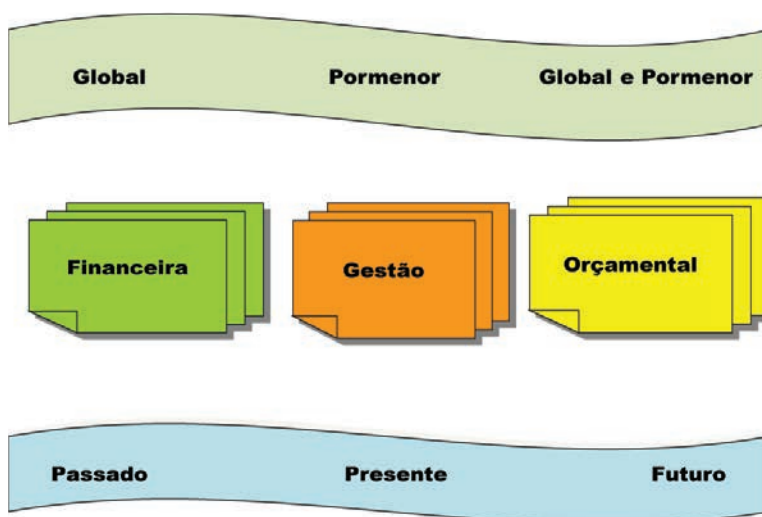 Global Pormenor Global e Pormenor
Financeira Gestão Orçamental
Passado Presente Futuro